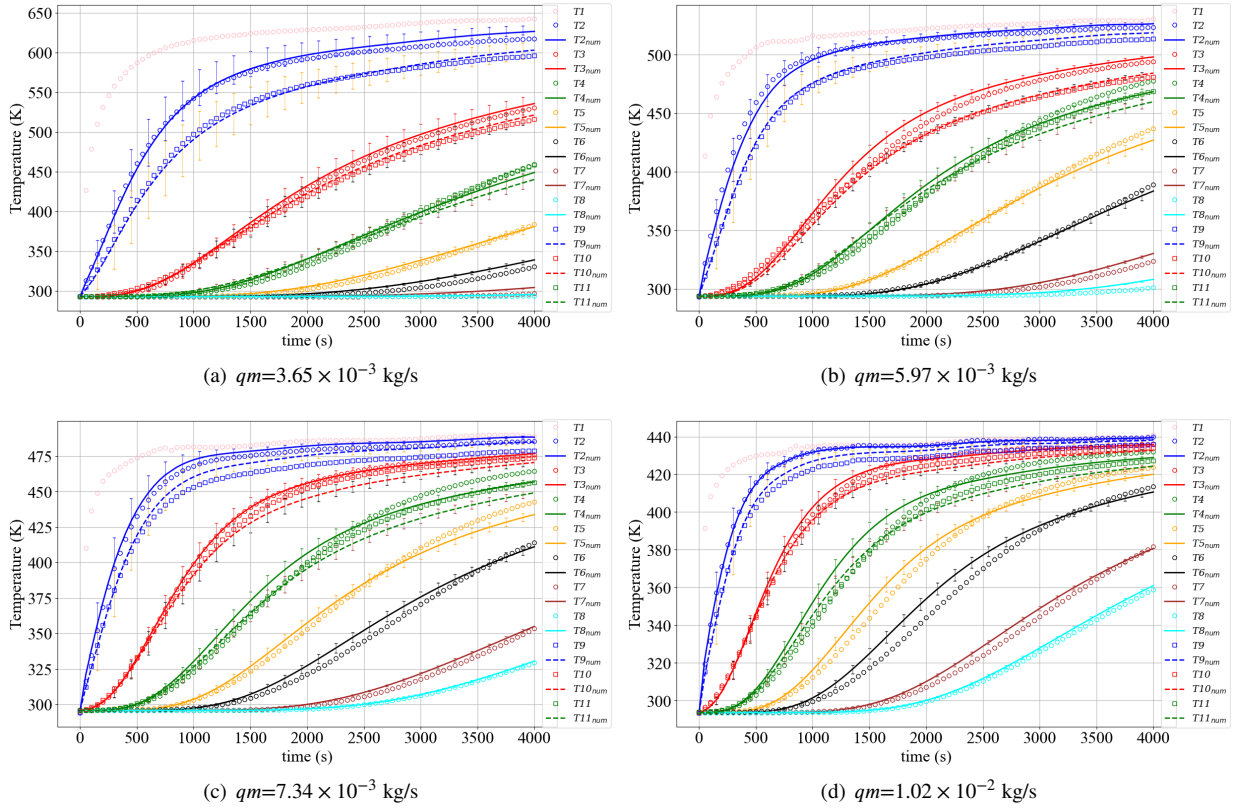 650
600
550
500
450
400
350
300
Temperature (K)
0 500 1000 1500 2000 2500 3000 3500 4000
time (s)
T1
T2
T2num
T3
T3num
T4
T4num
T5
T5num
T6
T6num
T7
T7num
T8
T8num
T9
T9num
T10
T10num
T11
T11num
(a) qm=3.65 × 10−3 kg/s
500
450
400
350
300
Temperature (K)
0 500 1000 1500 2000 2500 3000 3500 4000
time (s)
T1
T2
T2num
T3
T3num
T4
T4num
T5
T5num
T6
T6num
T7
T7num
T8
T8num
T9
T9num
T10
T10num
T11
T11num
(b) qm=5.97 × 10−3 kg/s
475
450
425
400
375
350
325
300
Temperature (K)
0 500 1000 1500 2000 2500 3000 3500 4000
time (s)
T1
T2
T2num
T3
T3num
T4
T4num
T5
T5num
T6
T6num
T7
T7num
T8
T8num
T9
T9num
T10
T10num
T11
T11num
(c) qm=7.34 × 10−3 kg/s
440
420
400
380
360
340
320
300
Temperature (K)
0 500 1000 1500 2000 2500 3000 3500 4000
time (s)
T1
T2
T2num
T3
T3num
T4
T4num
T5
T5num
T6
T6num
T7
T7num
T8
T8num
T9
T9num
T10
T10num
T11
T11num
(d) qm=1.02 × 10−2 kg/s